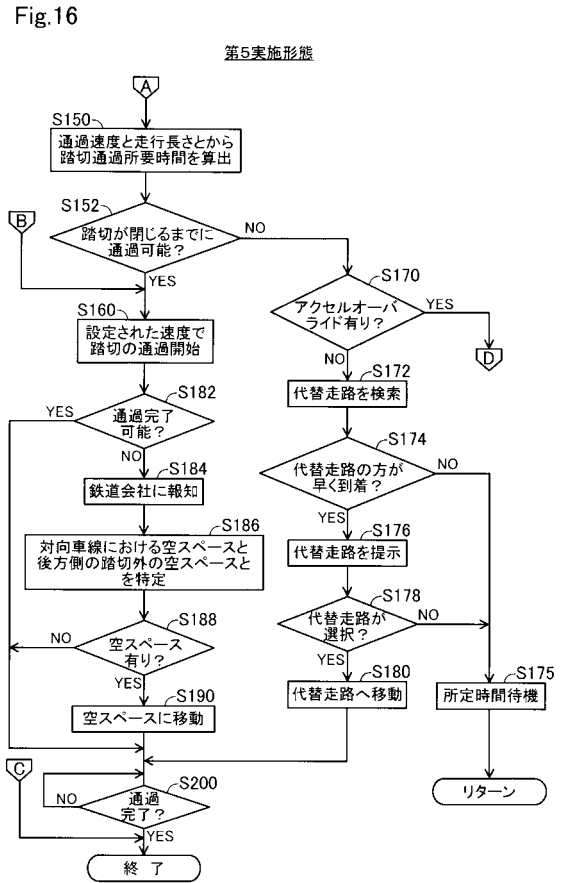 Fig.16
第5実施形態
A
S150
通過速度と走行長さとから
踏切通過所要時間を算出
B
S152
踏切が閉じるまでに
通過可能？
NO
YES
S160
設定された速度で
踏切の通過開始
S182
通過完了
可能？
YES
NO
S184
鉄道会社に報知
S186
対向車線における空スペースと
後方側の踏切外の空スペースと
を特定
S188
空スペース
有り？
NO
YES
S190
空スペースに移動
S170
アクセルオーバ
ライド有り？
YES
D
NO
S172
代替走路を検索
S174
代替走路の方が
早く到着？
NO
YES
S176
代替走路を提示
S178
代替走路が
選択？
NO
YES
S180
代替走路へ移動
S175
所定時間待機
リターン
C
S200
通過
完了？
NO
YES
終了